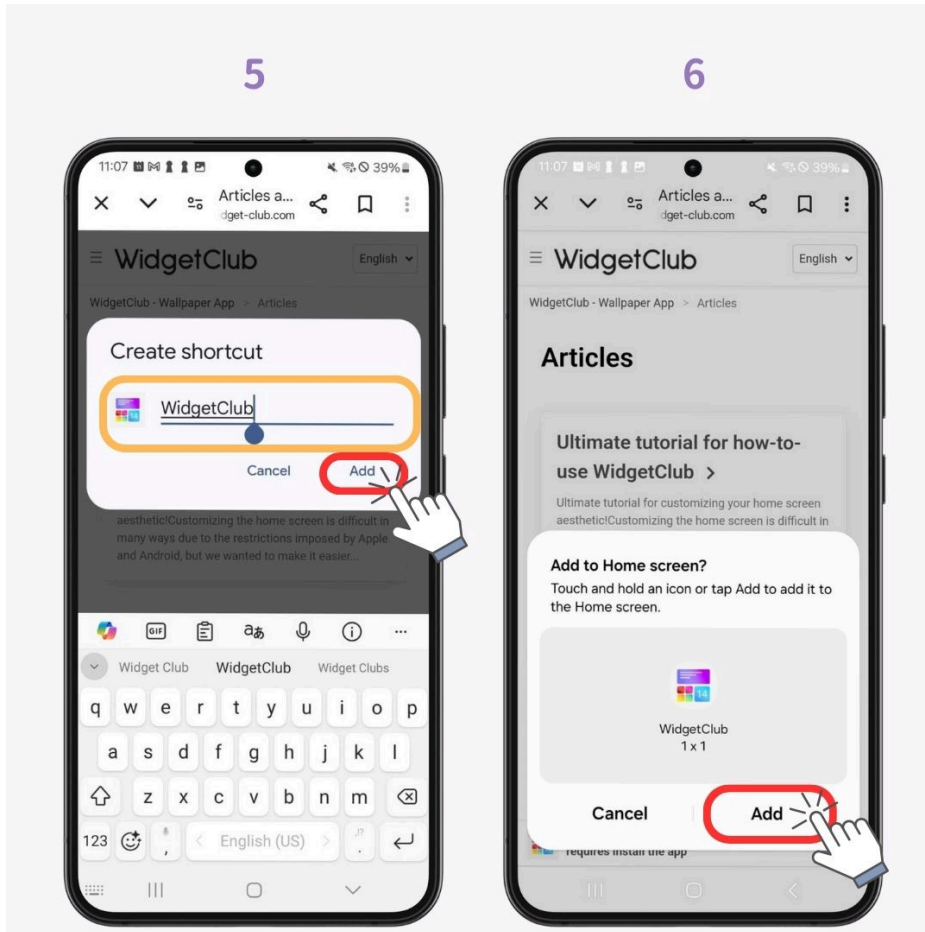 5
11:07
39%
Articles a...
dget-club.com
WidgetClub
English
WidgetClub - Wallpaper App > Articles
Create shortcut
WidgetClub
Cancel
Add
aesthetic!Customizing the home screen is difficult in
many ways due to the restrictions imposed by Apple
and Android, but we wanted to make it easier...
GIF
aあ
...
Widget Club
WidgetClub
Widget Clubs
q w e r t y u i o p
a s d f g h j k l
z x c v b n m
123
,
< English (US) >
.!?
.
6
11:07
39%
Articles a...
dget-club.com
WidgetClub
English
WidgetClub - Wallpaper App > Articles
Articles
Ultimate tutorial for how-to-
use WidgetClub >
Ultimate tutorial for customizing your home screen
aesthetic!Customizing the home screen is difficult in
Add to Home screen?
Touch and hold an icon or tap Add to add it to
the Home screen.
14
WidgetClub
1 x 1
Cancel
Add
requires install the app